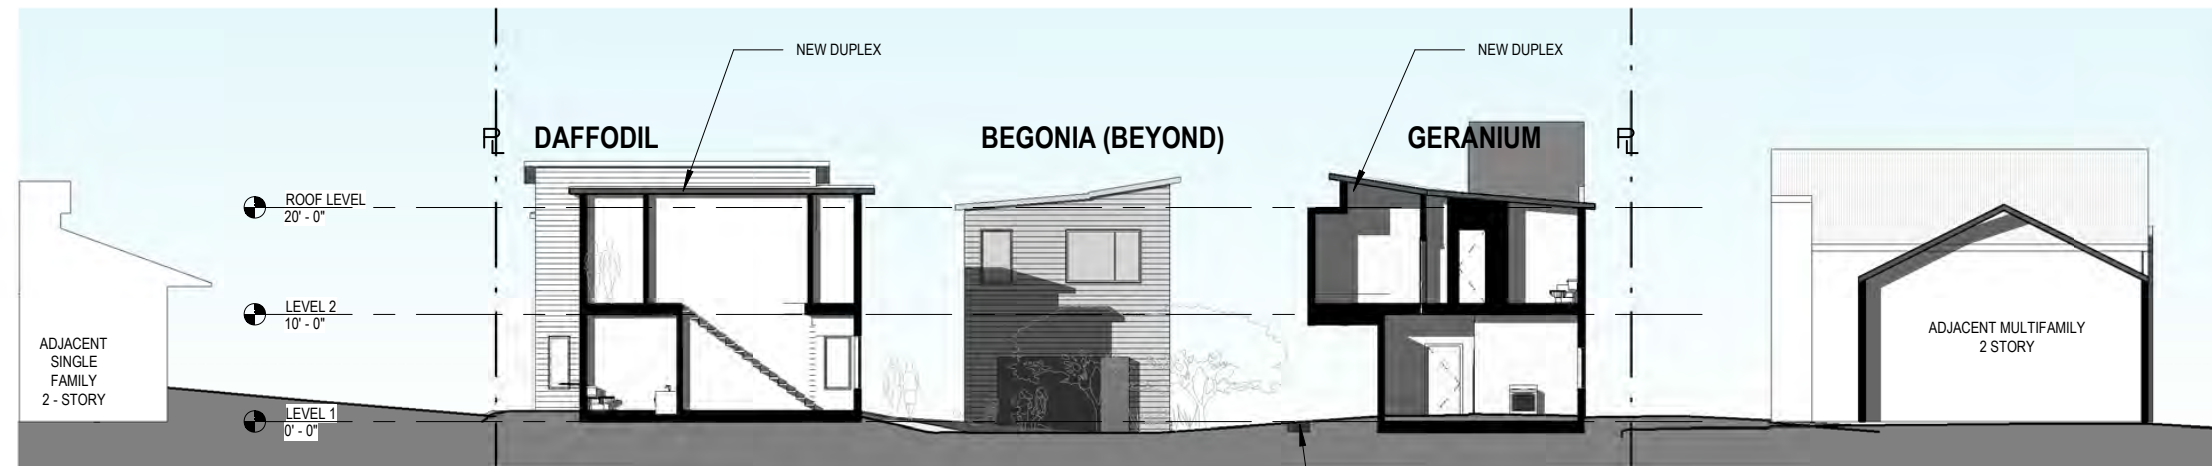 NEW DUPLEX
NEW DUPLEX
PL
DAFFODIL
BEGONIA (BEYOND)
GERANIUM
PL
ROOF LEVEL
20' - 0"
LEVEL 2
10' - 0"
LEVEL 1
0' - 0"
ADJACENT
SINGLE
FAMILY
2 - STORY
ADJACENT MULTIFAMILY
2 STORY